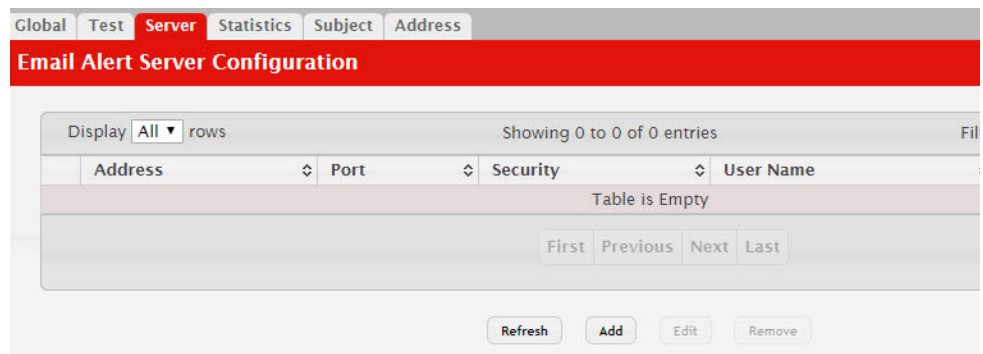 Global Test Server Statistics Subject Address
Email Alert Server Configuration
Display All ▼ rows Showing 0 to 0 of 0 entries Fil
Address Port Security User Name
Table is Empty
First Previous Next Last
Refresh Add Edit Remove